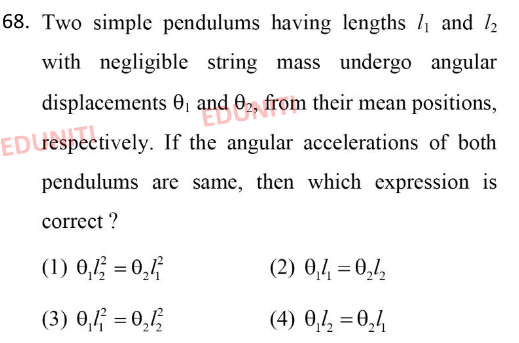 68. Two simple pendulums having lengths l₁ and l₂
with negligible string mass undergo angular
displacements θ₁ and θ₂, from their mean positions,
respectively. If the angular accelerations of both
pendulums are same, then which expression is
correct ?
(1) θ₁l₂² = θ₂l₁² (2) θ₁l₁ = θ₂l₂
(3) θ₁l₁² = θ₂l₂² (4) θ₁l₂ = θ₂l₁
EDUNITI
EDUNITI